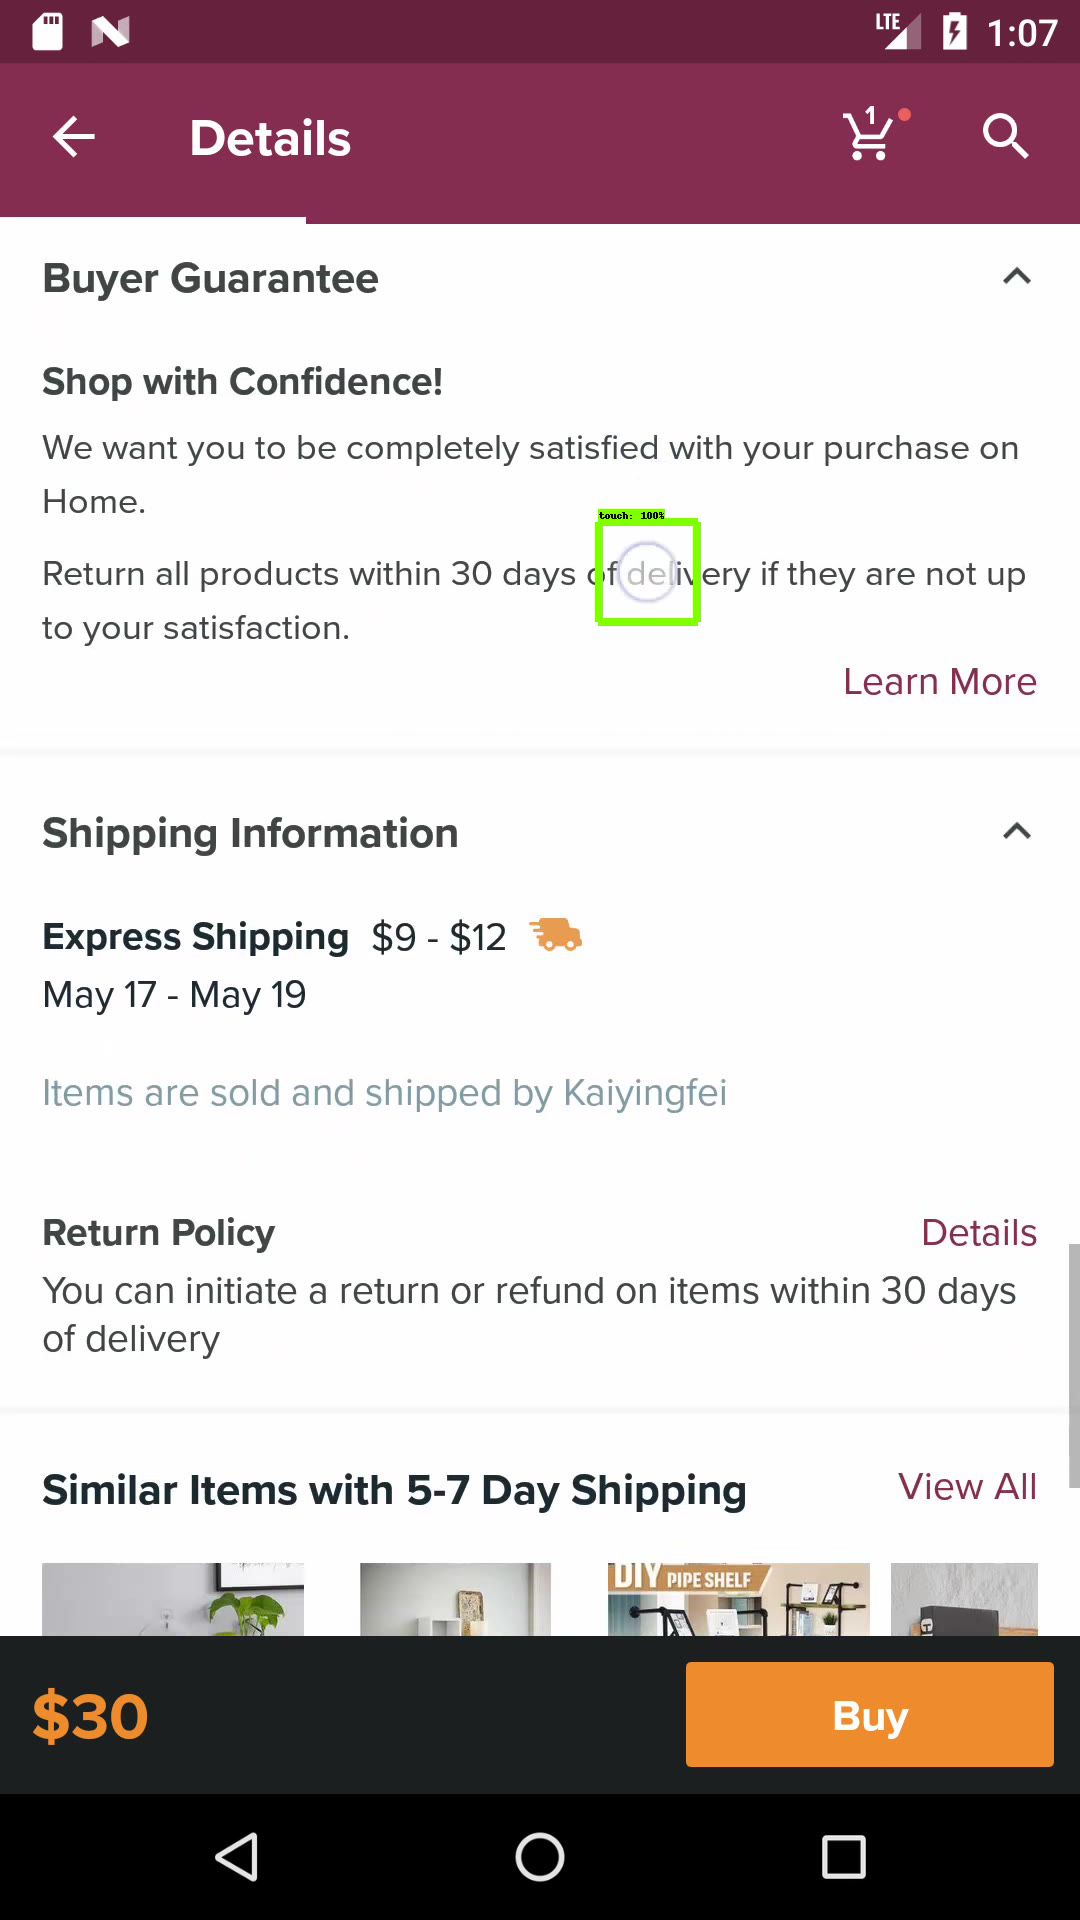 LTE 1:07
Details 1
Buyer Guarantee
Shop with Confidence!
We want you to be completely satisfied with your purchase on
Home.
touch: 100%
Return all products within 30 days of delivery if they are not up
to your satisfaction.
Learn More
Shipping Information
Express Shipping $9 - $12
May 17 - May 19
Items are sold and shipped by Kaiyingfei
Return Policy Details
You can initiate a return or refund on items within 30 days
of delivery
Similar Items with 5-7 Day Shipping View All
DIY PIPE SHELF
$30 Buy